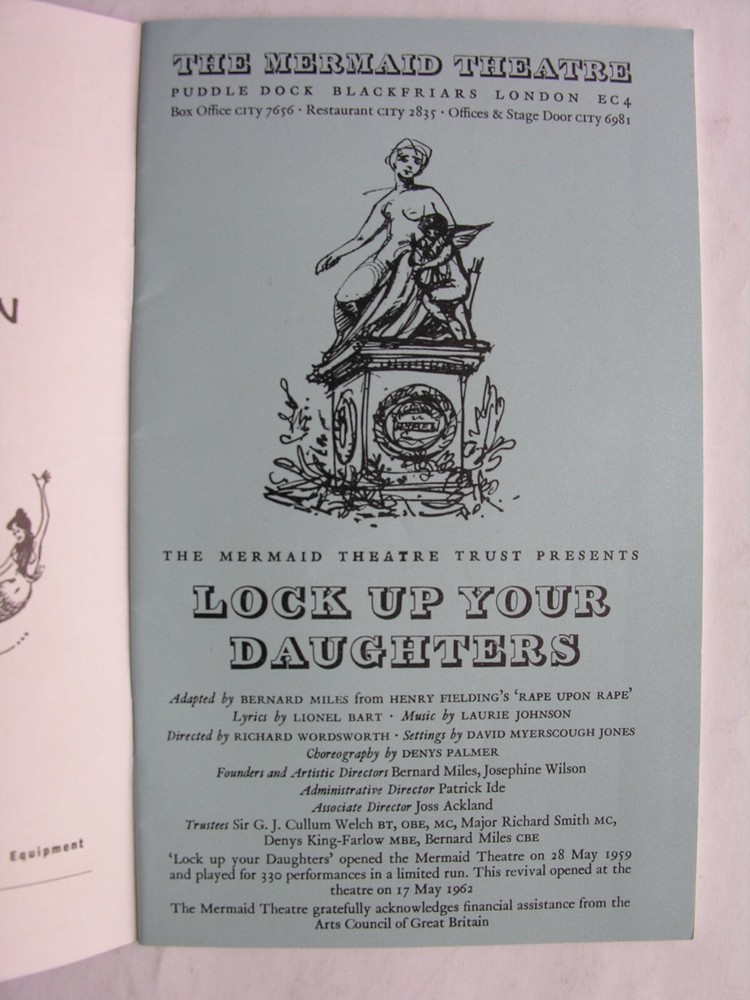 N
Equipment
THE MERMAID THEATRE
PUDDLE DOCK BLACKFRIARS LONDON EC4
Box Office CITY 7656 · Restaurant CITY 2835 · Offices & Stage Door CITY 6981
THE MERMAID THEATRE TRUST PRESENTS
LOCK UP YOUR
DAUGHTERS
Adapted by BERNARD MILES from HENRY FIELDING'S 'RAPE UPON RAPE'
Lyrics by LIONEL BART · Music by LAURIE JOHNSON
Directed by RICHARD WORDSWORTH · Settings by DAVID MYERSCOUGH JONES
Choreography by DENYS PALMER
Founders and Artistic Directors Bernard Miles, Josephine Wilson
Administrative Director Patrick Ide
Associate Director Joss Ackland
Trustees Sir G. J. Cullum Welch BT, OBE, MC, Major Richard Smith MC,
Denys King-Farlow MBE, Bernard Miles CBE
'Lock up your Daughters' opened the Mermaid Theatre on 28 May 1959
and played for 330 performances in a limited run. This revival opened at the
theatre on 17 May 1962
The Mermaid Theatre gratefully acknowledges financial assistance from the
Arts Council of Great Britain